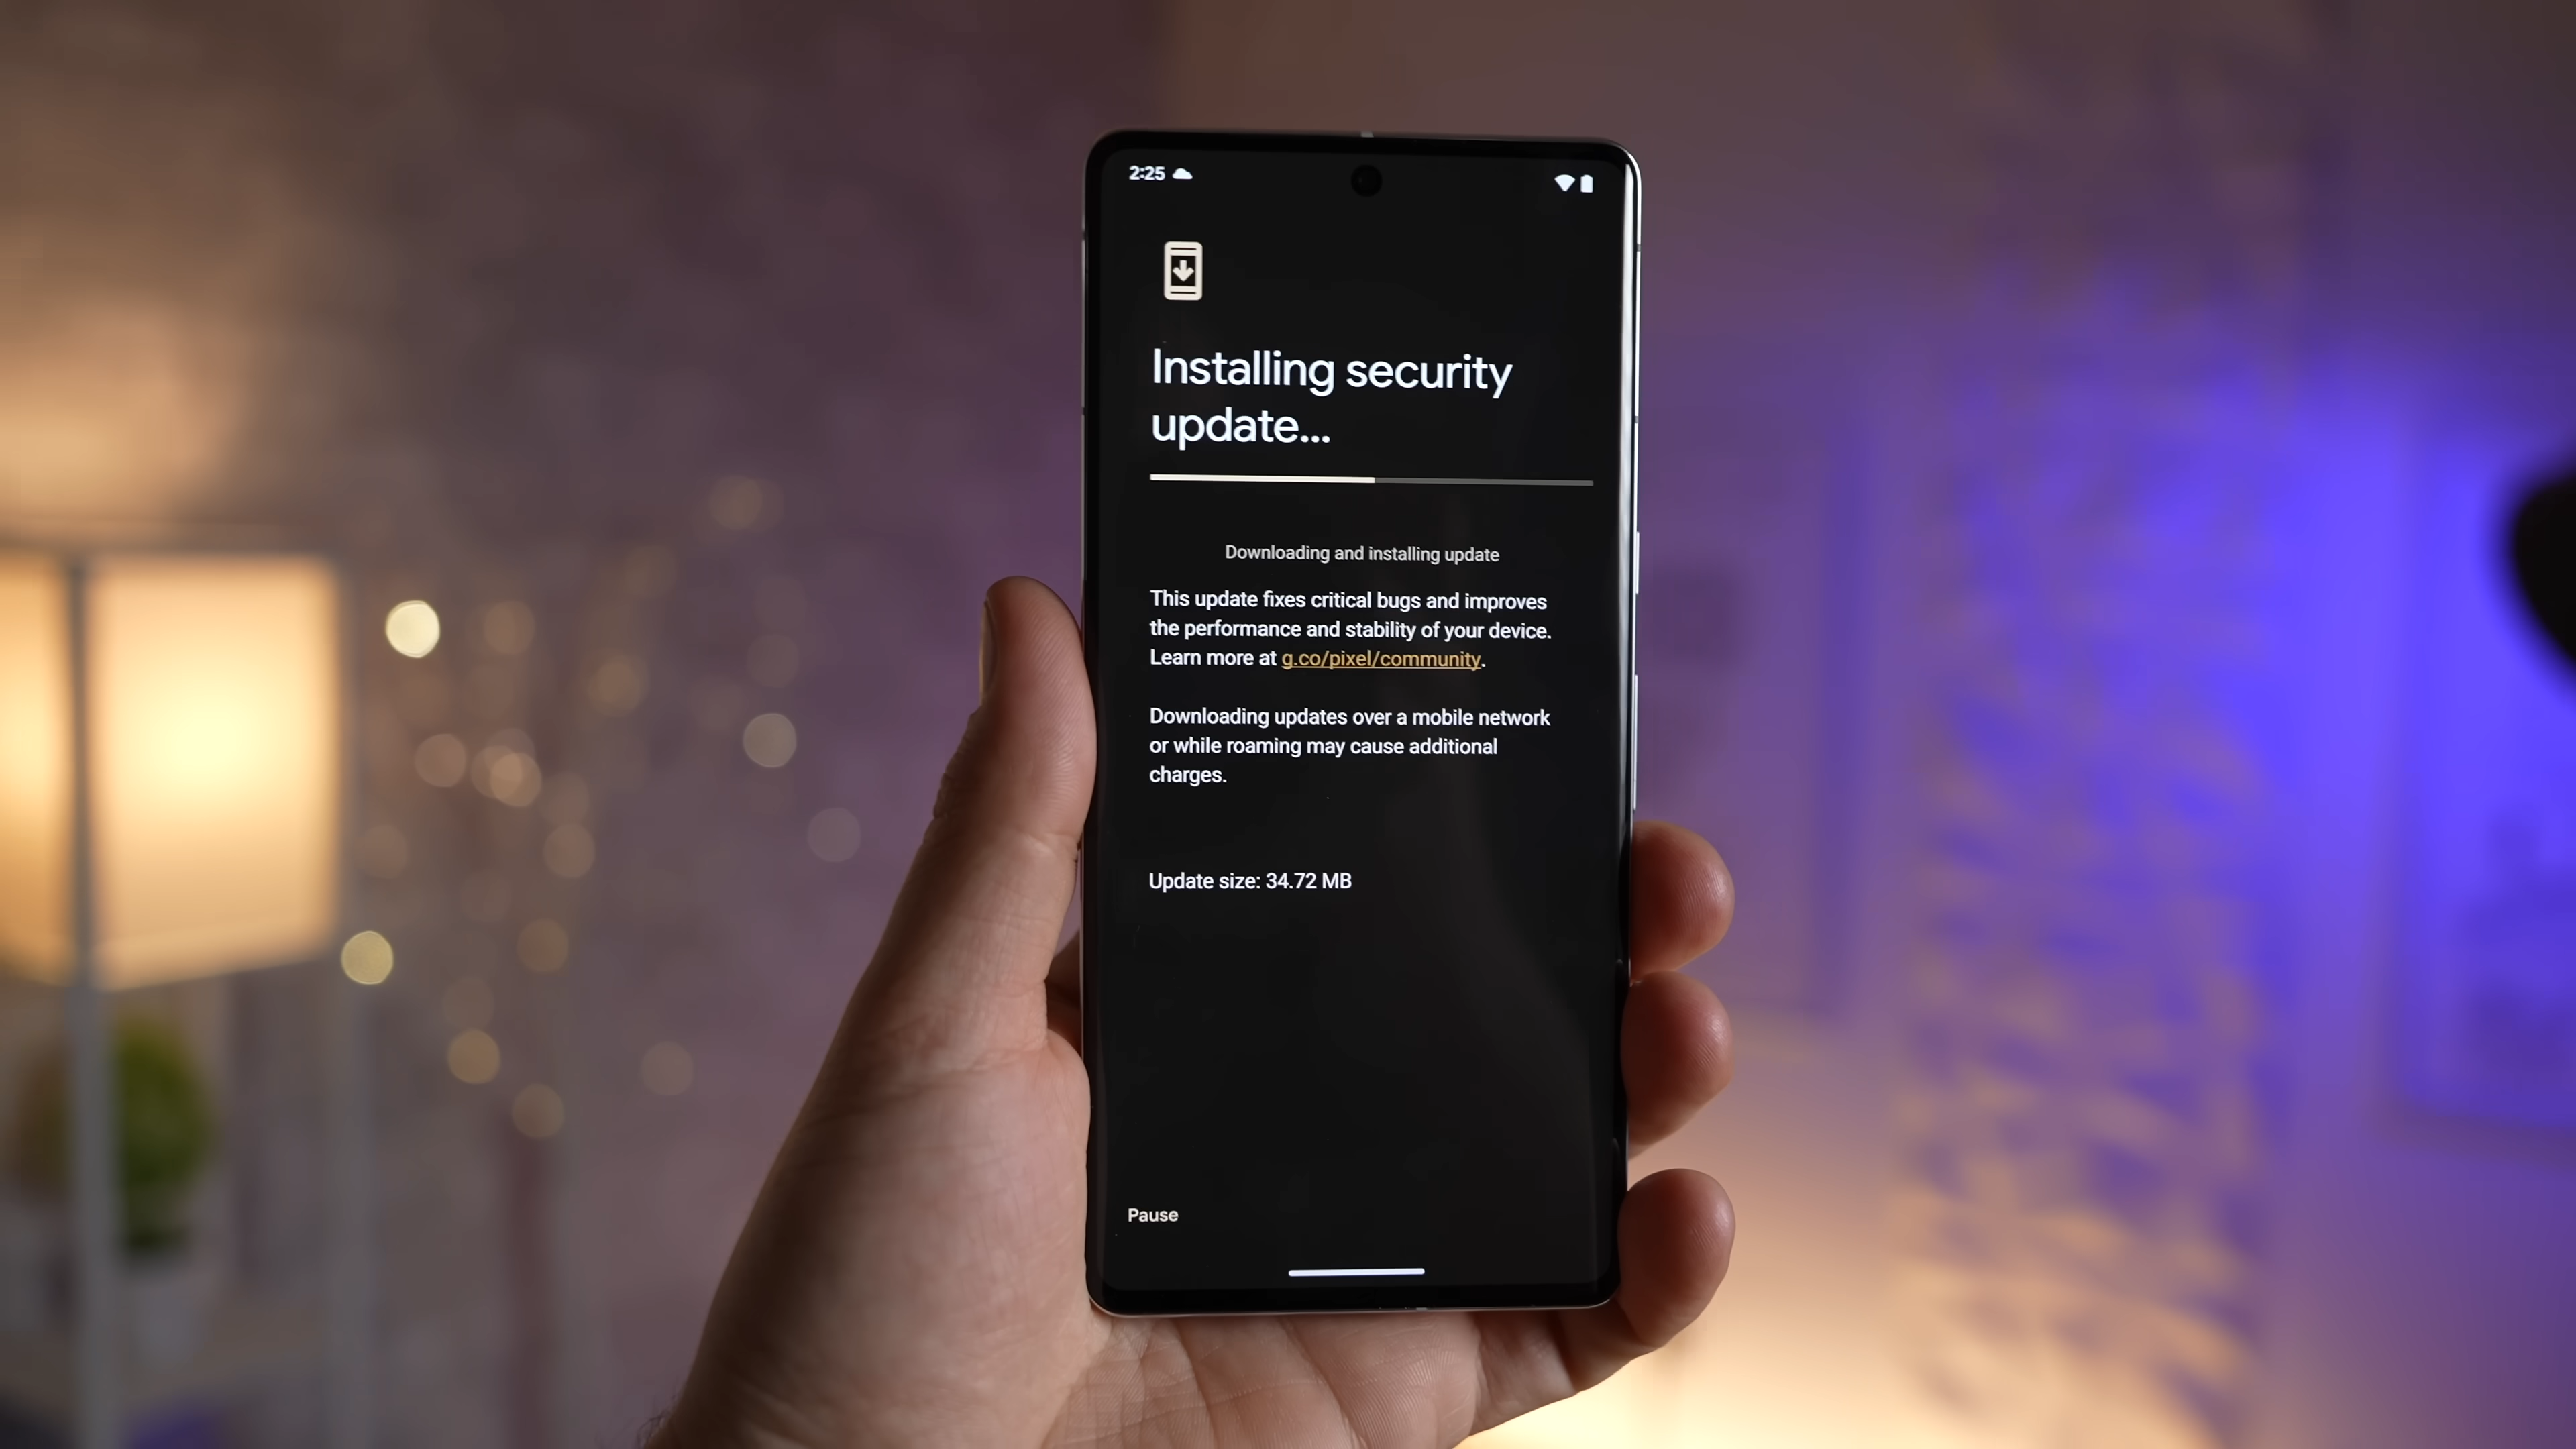 2:25
Installing security
update...
Downloading and installing update
This update fixes critical bugs and improves
the performance and stability of your device.
Learn more at g.co/pixel/community.
Downloading updates over a mobile network
or while roaming may cause additional
charges.
Update size: 34.72 MB
Pause